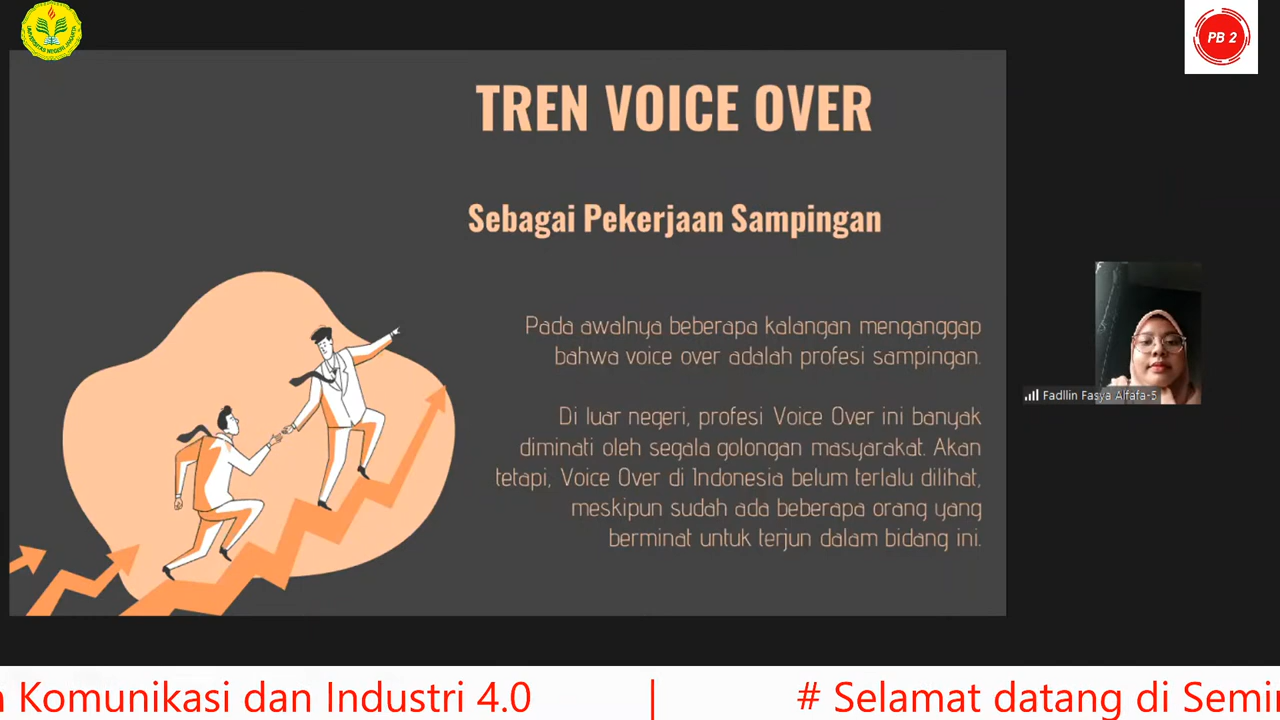 UNIVERSITAS NEGERI JAKARTA
PB 2
TREN VOICE OVER
Sebagai Pekerjaan Sampingan
Pada awalnya beberapa kalangan menganggap
bahwa voice over adalah profesi sampingan.
Di luar negeri, profesi Voice Over ini banyak
diminati oleh segala golongan masyarakat. Akan
tetapi, Voice Over di Indonesia belum terlalu dilihat,
meskipun sudah ada beberapa orang yang
berminat untuk terjun dalam bidang ini.
Fadllin Fasya Alfafa-5
Komunikasi dan Industri 4.0 | # Selamat datang di Semin